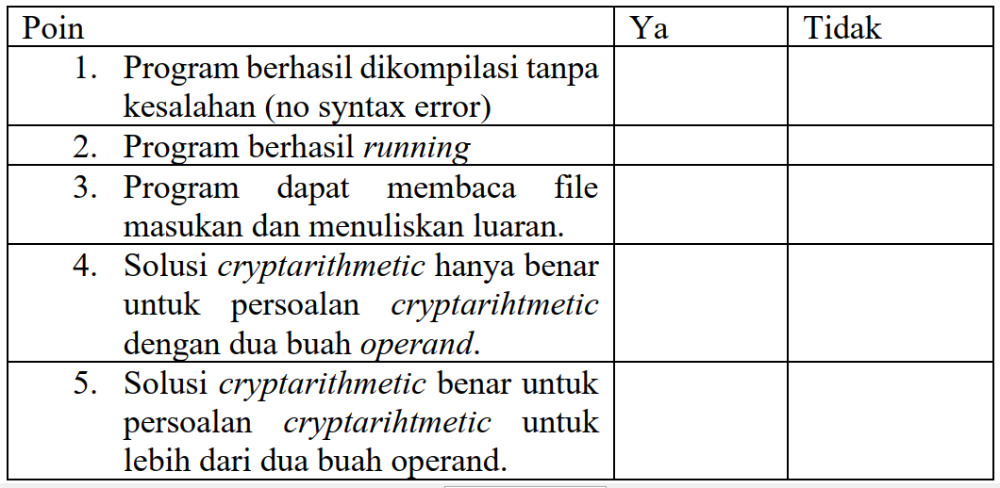 Poin Ya Tidak
1. Program berhasil dikompilasi tanpa
kesalahan (no syntax error)
2. Program berhasil running
3. Program dapat membaca file
masukan dan menuliskan luaran.
4. Solusi cryptarithmetic hanya benar
untuk persoalan cryptarihtmetic
dengan dua buah operand.
5. Solusi cryptarithmetic benar untuk
persoalan cryptarihtmetic untuk
lebih dari dua buah operand.